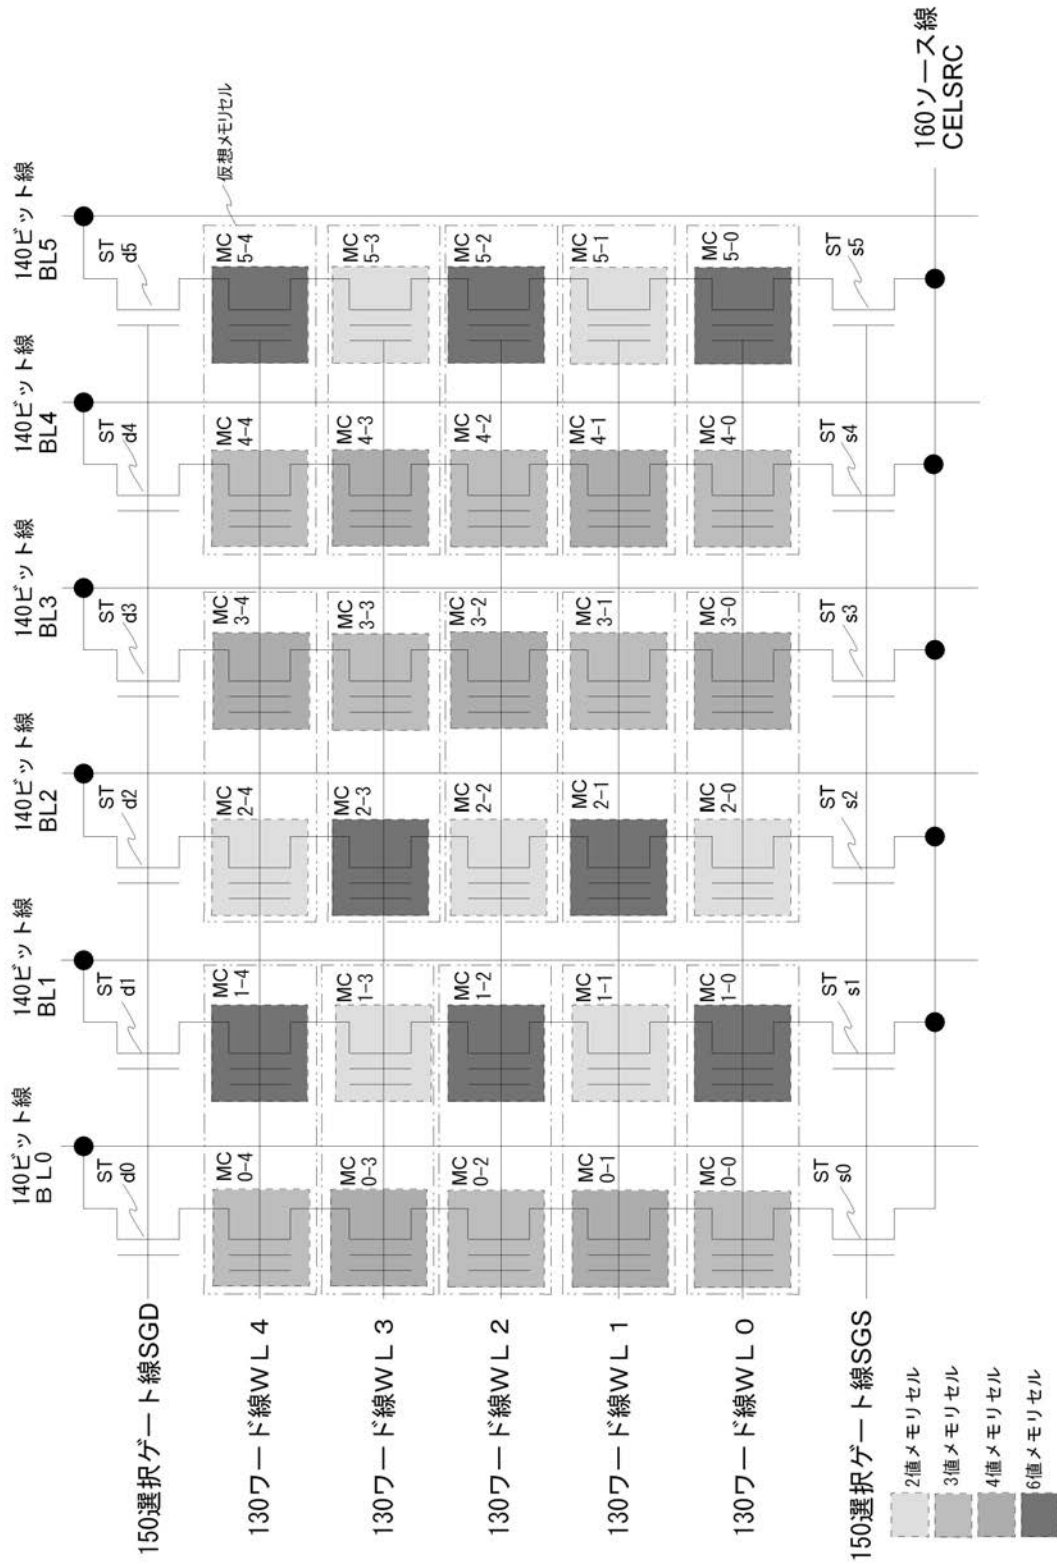 140ビット線
BL0
140ビット線
BL1
140ビット線
BL2
140ビット線
BL3
140ビット線
BL4
140ビット線
BL5
150選択ゲート線SGD
ST
d0
ST
d1
ST
d2
ST
d3
ST
d4
ST
d5
仮想メモリセル
130ワード線WL4
MC
0-4
MC
1-4
MC
2-4
MC
3-4
MC
4-4
MC
5-4
130ワード線WL3
MC
0-3
MC
1-3
MC
2-3
MC
3-3
MC
4-3
MC
5-3
130ワード線WL2
MC
0-2
MC
1-2
MC
2-2
MC
3-2
MC
4-2
MC
5-2
130ワード線WL1
MC
0-1
MC
1-1
MC
2-1
MC
3-1
MC
4-1
MC
5-1
130ワード線WL0
MC
0-0
MC
1-0
MC
2-0
MC
3-0
MC
4-0
MC
5-0
150選択ゲート線SGS
ST
s0
ST
s1
ST
s2
ST
s3
ST
s4
ST
s5
160ソース線
CELSRC
2値メモリセル
3値メモリセル
4値メモリセル
6値メモリセル